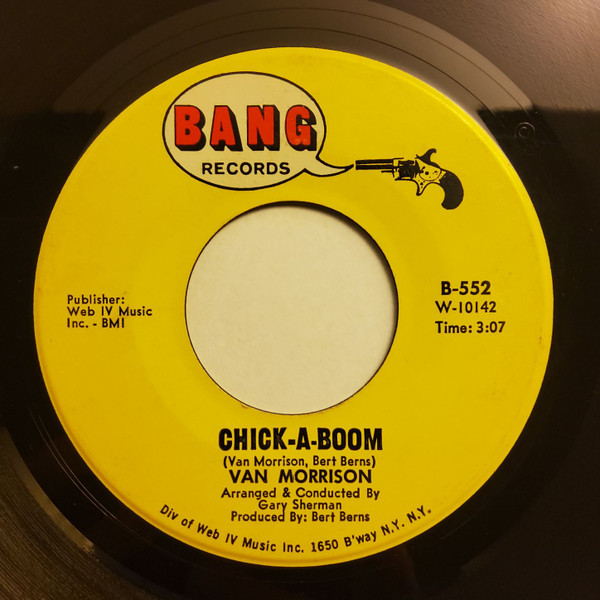 BANG
RECORDS
Publisher:
Web IV Music
Inc. - BMI
B-552
W-10142
Time: 3:07
CHICK-A-BOOM
(Van Morrison, Bert Berns)
VAN MORRISON
Arranged & Conducted By
Gary Sherman
Produced By: Bert Berns
Div of Web IV Music Inc. 1650 B'way N.Y. N.Y.